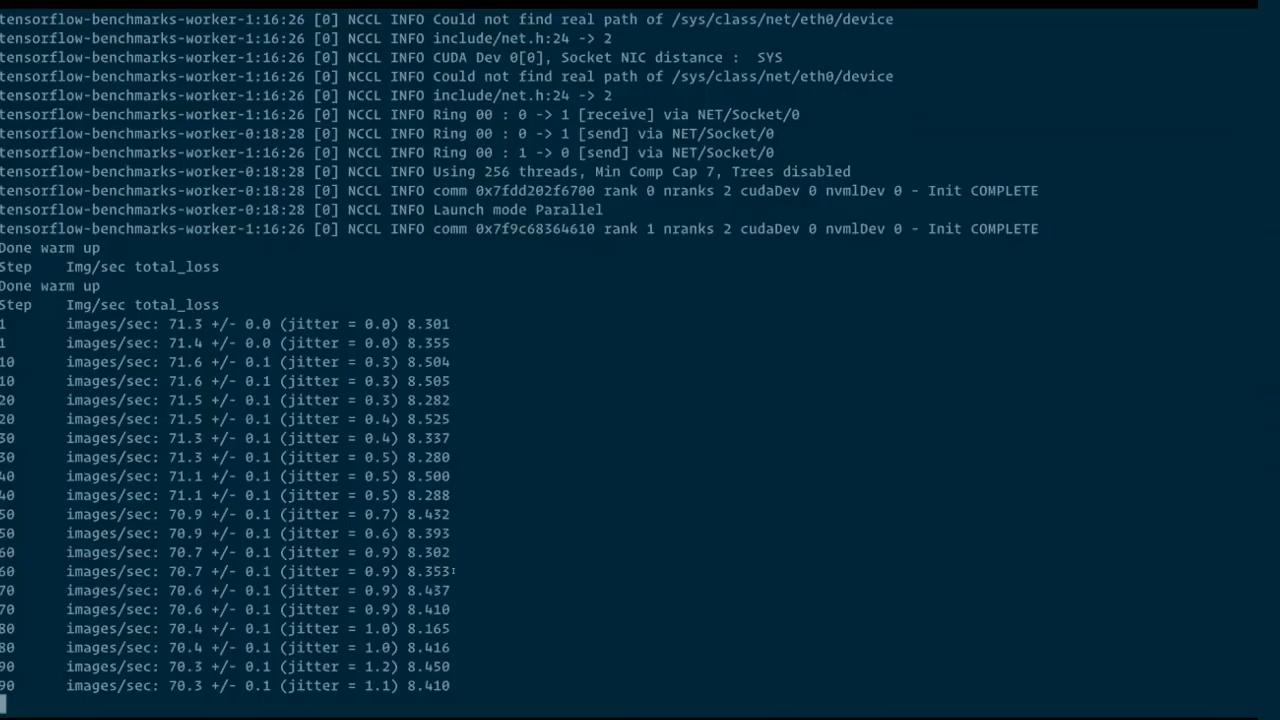 tensorflow-benchmarks-worker-1:16:26 [0] NCCL INFO Could not find real path of /sys/class/net/eth0/device
tensorflow-benchmarks-worker-1:16:26 [0] NCCL INFO include/net.h:24 -> 2
tensorflow-benchmarks-worker-1:16:26 [0] NCCL INFO CUDA Dev 0[0], Socket NIC distance :  SYS
tensorflow-benchmarks-worker-1:16:26 [0] NCCL INFO Could not find real path of /sys/class/net/eth0/device
tensorflow-benchmarks-worker-1:16:26 [0] NCCL INFO include/net.h:24 -> 2
tensorflow-benchmarks-worker-1:16:26 [0] NCCL INFO Ring 00 : 0 -> 1 [receive] via NET/Socket/0
tensorflow-benchmarks-worker-0:18:28 [0] NCCL INFO Ring 00 : 0 -> 1 [send] via NET/Socket/0
tensorflow-benchmarks-worker-1:16:26 [0] NCCL INFO Ring 00 : 1 -> 0 [send] via NET/Socket/0
tensorflow-benchmarks-worker-0:18:28 [0] NCCL INFO Using 256 threads, Min Comp Cap 7, Trees disabled
tensorflow-benchmarks-worker-0:18:28 [0] NCCL INFO comm 0x7fdd202f6700 rank 0 nranks 2 cudaDev 0 nvmlDev 0 - Init COMPLETE
tensorflow-benchmarks-worker-0:18:28 [0] NCCL INFO Launch mode Parallel
tensorflow-benchmarks-worker-1:16:26 [0] NCCL INFO comm 0x7f9c68364610 rank 1 nranks 2 cudaDev 0 nvmlDev 0 - Init COMPLETE
Done warm up
Step    Img/sec total_loss
Done warm up
Step    Img/sec total_loss
1       images/sec: 71.3 +/- 0.0 (jitter = 0.0) 8.301
1       images/sec: 71.4 +/- 0.0 (jitter = 0.0) 8.355
10      images/sec: 71.6 +/- 0.1 (jitter = 0.3) 8.504
10      images/sec: 71.6 +/- 0.1 (jitter = 0.3) 8.505
20      images/sec: 71.5 +/- 0.1 (jitter = 0.3) 8.282
20      images/sec: 71.5 +/- 0.1 (jitter = 0.4) 8.525
30      images/sec: 71.3 +/- 0.1 (jitter = 0.4) 8.337
30      images/sec: 71.3 +/- 0.1 (jitter = 0.5) 8.280
40      images/sec: 71.1 +/- 0.1 (jitter = 0.5) 8.500
40      images/sec: 71.1 +/- 0.1 (jitter = 0.5) 8.288
50      images/sec: 70.9 +/- 0.1 (jitter = 0.7) 8.432
50      images/sec: 70.9 +/- 0.1 (jitter = 0.6) 8.393
60      images/sec: 70.7 +/- 0.1 (jitter = 0.9) 8.302
60      images/sec: 70.7 +/- 0.1 (jitter = 0.9) 8.353
70      images/sec: 70.6 +/- 0.1 (jitter = 0.9) 8.437
70      images/sec: 70.6 +/- 0.1 (jitter = 0.9) 8.410
80      images/sec: 70.4 +/- 0.1 (jitter = 1.0) 8.165
80      images/sec: 70.4 +/- 0.1 (jitter = 1.0) 8.416
90      images/sec: 70.3 +/- 0.1 (jitter = 1.2) 8.450
90      images/sec: 70.3 +/- 0.1 (jitter = 1.1) 8.410